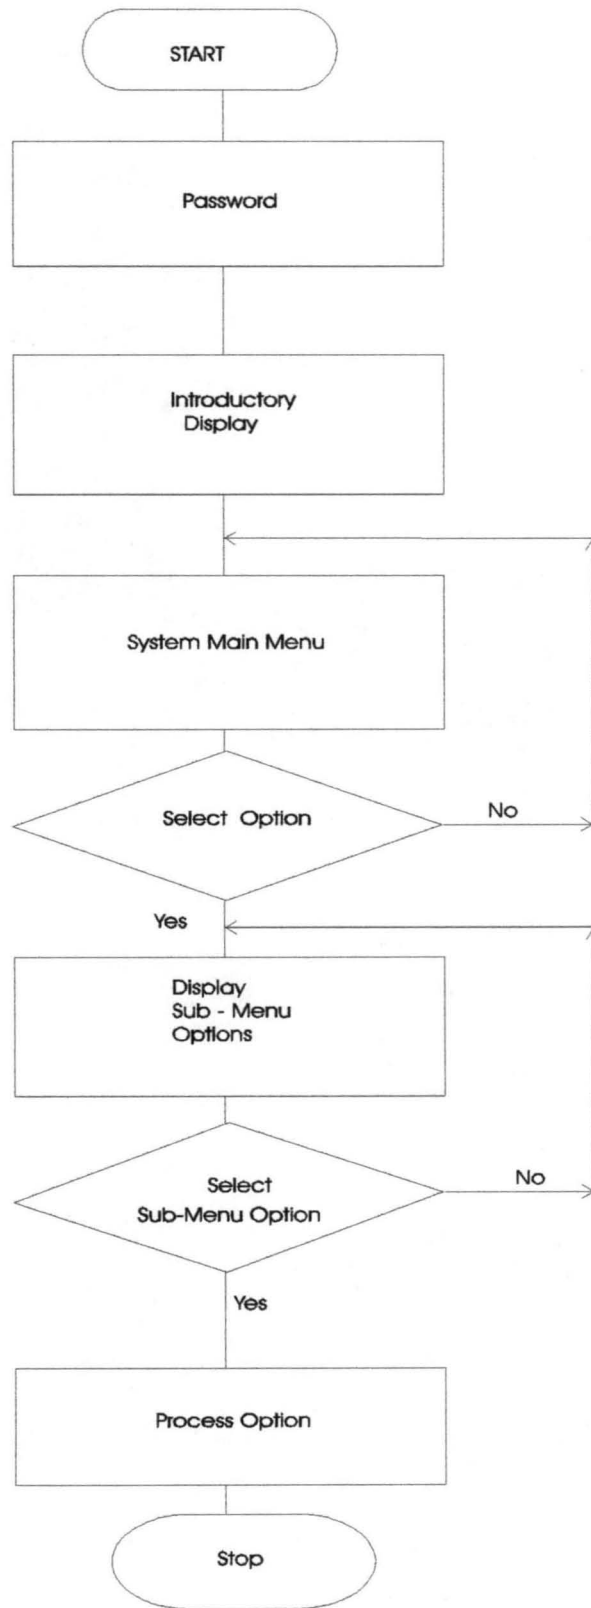 START
Password
Introductory
Display
System Main Menu
Select Option
No
Yes
Display
Sub - Menu
Options
Select
Sub-Menu Option
No
Yes
Process Option
Stop